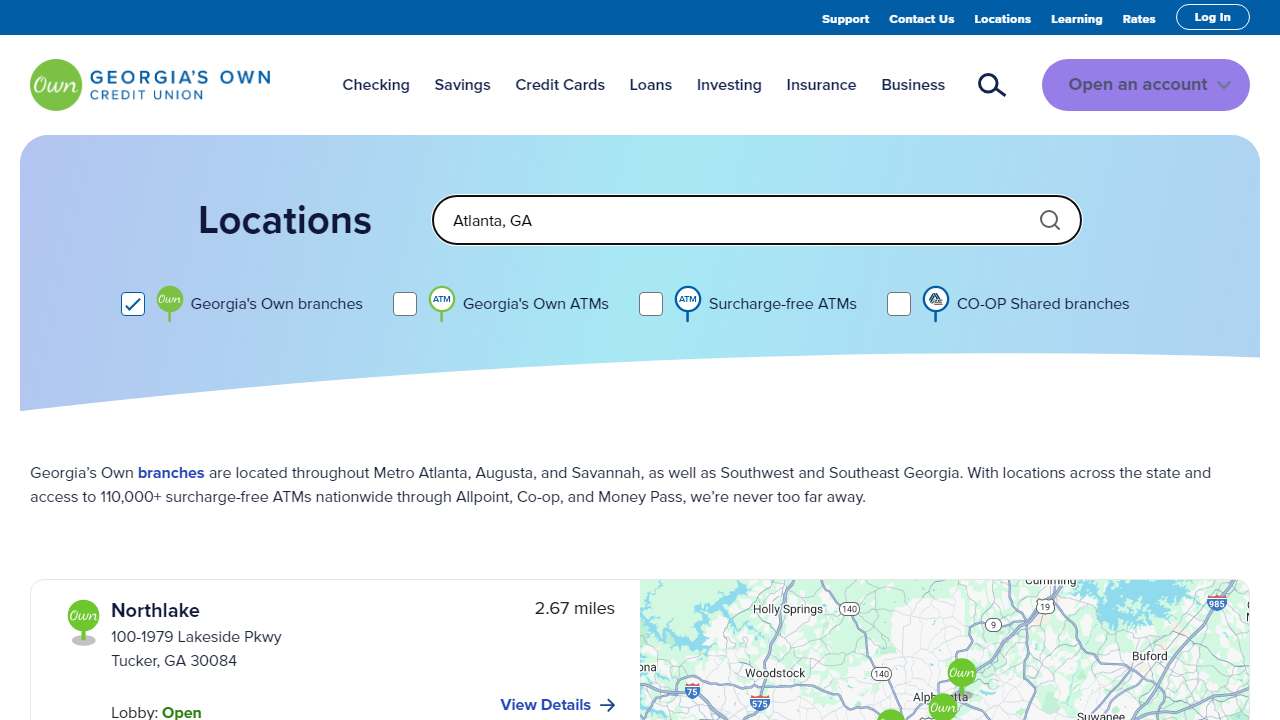 Support Contact Us Locations Learning Rates Log In
Own GEORGIA'S OWN
CREDIT UNION
Checking Savings Credit Cards Loans Investing Insurance Business Open an account
Locations Atlanta, GA
Own Georgia's Own branches ATM Georgia's Own ATMs ATM Surcharge-free ATMs CO-OP Shared branches
Georgia’s Own branches are located throughout Metro Atlanta, Augusta, and Savannah, as well as Southwest and Southeast Georgia. With locations across the state and
access to 110,000+ surcharge-free ATMs nationwide through Allpoint, Co-op, and Money Pass, we’re never too far away.
Own Northlake 2.67 miles
100-1979 Lakeside Pkwy
Tucker, GA 30084
View Details
Lobby: Open
Cumming
Holly Springs 140 19 985
9
Buford
Woodstock 140 Own
75
575
Own
Suwanee